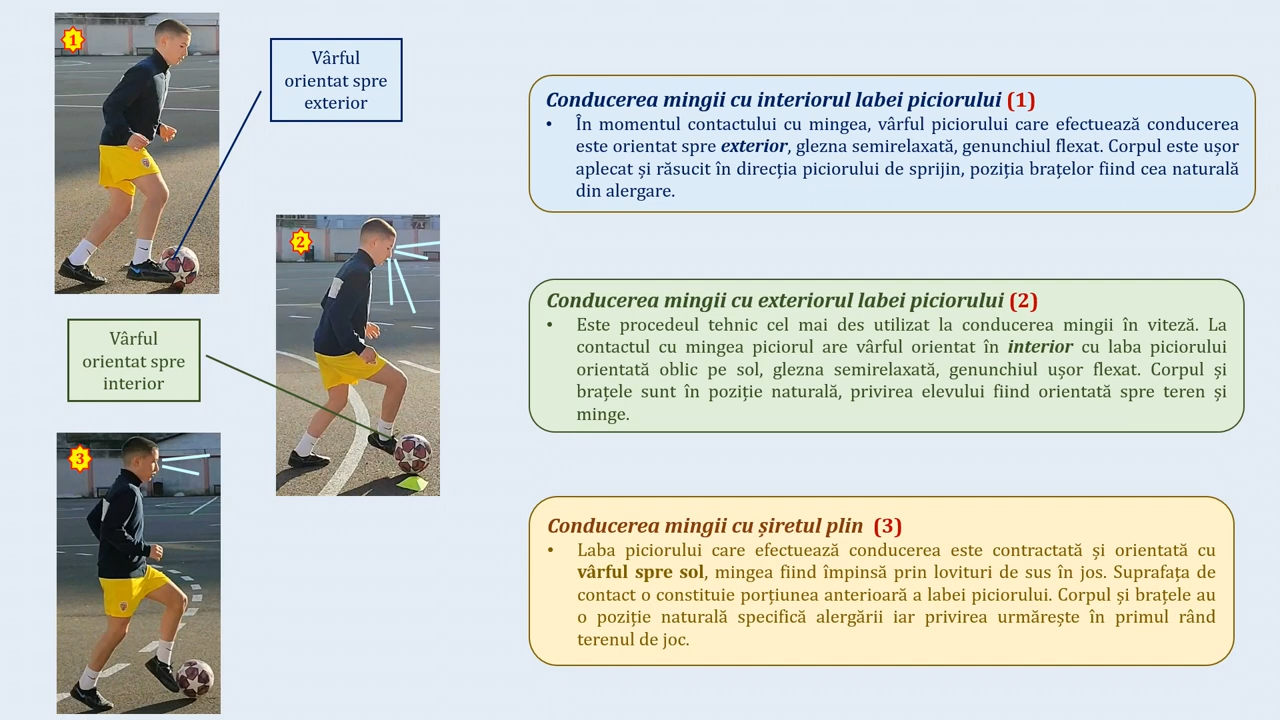 1
Vârful
orientat spre
exterior
Conducerea mingii cu interiorul labei piciorului (1)
• În momentul contactului cu mingea, vârful piciorului care efectuează conducerea
este orientat spre exterior, glezna semirelaxată, genunchiul flexat. Corpul este ușor
aplecat și răsucit în direcția piciorului de sprijin, poziția brațelor fiind cea naturală
din alergare.
2
Vârful
orientat spre
interior
Conducerea mingii cu exteriorul labei piciorului (2)
• Este procedeul tehnic cel mai des utilizat la conducerea mingii în viteză. La
contactul cu mingea piciorul are vârful orientat în interior cu laba piciorului
orientată oblic pe sol, glezna semirelaxată, genunchiul ușor flexat. Corpul și
brațele sunt în poziție naturală, privirea elevului fiind orientată spre teren și
minge.
3
Conducerea mingii cu șiretul plin (3)
• Laba piciorului care efectuează conducerea este contractată și orientată cu
vârful spre sol, mingea fiind împinsă prin lovituri de sus în jos. Suprafața de
contact o constituie porțiunea anterioară a labei piciorului. Corpul și brațele au
o poziție naturală specifică alergării iar privirea urmărește în primul rând
terenul de joc.